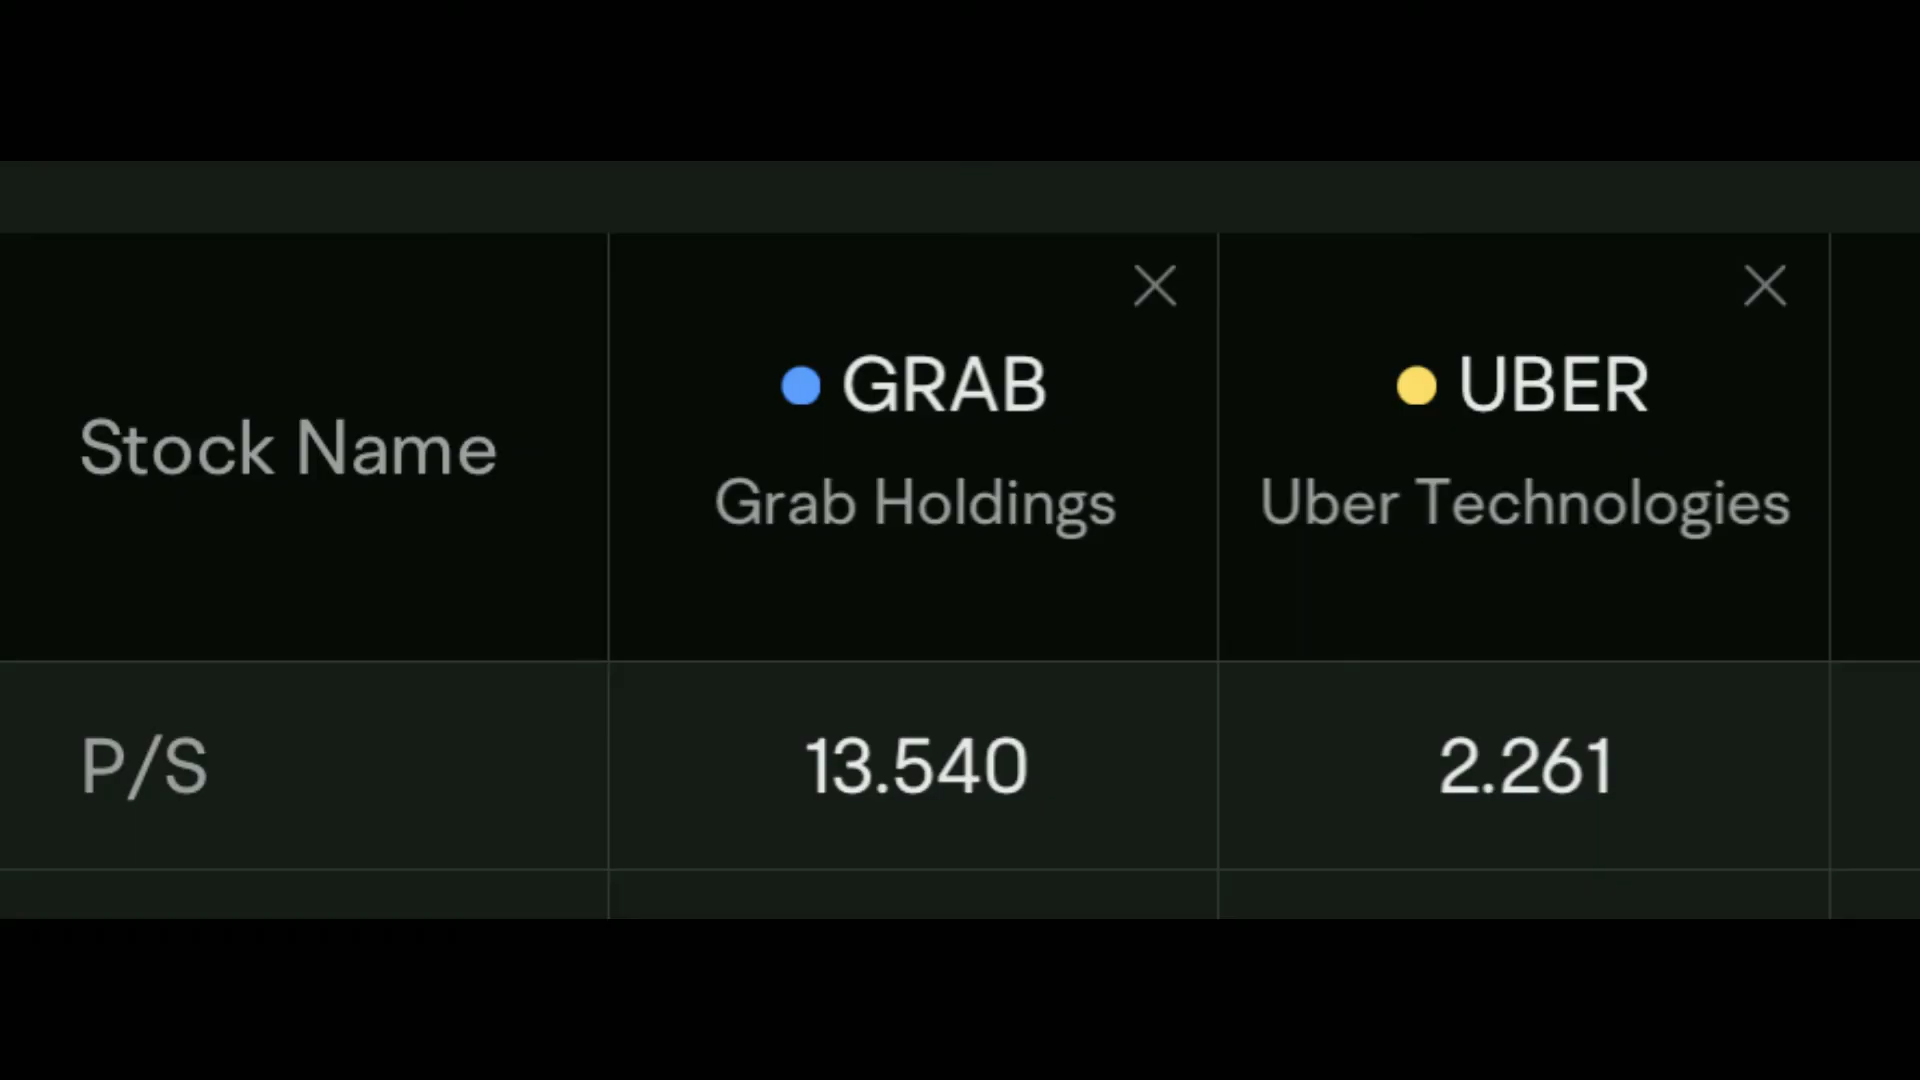 Stock Name
GRAB
Grab Holdings
UBER
Uber Technologies
P/S
13.540
2.261